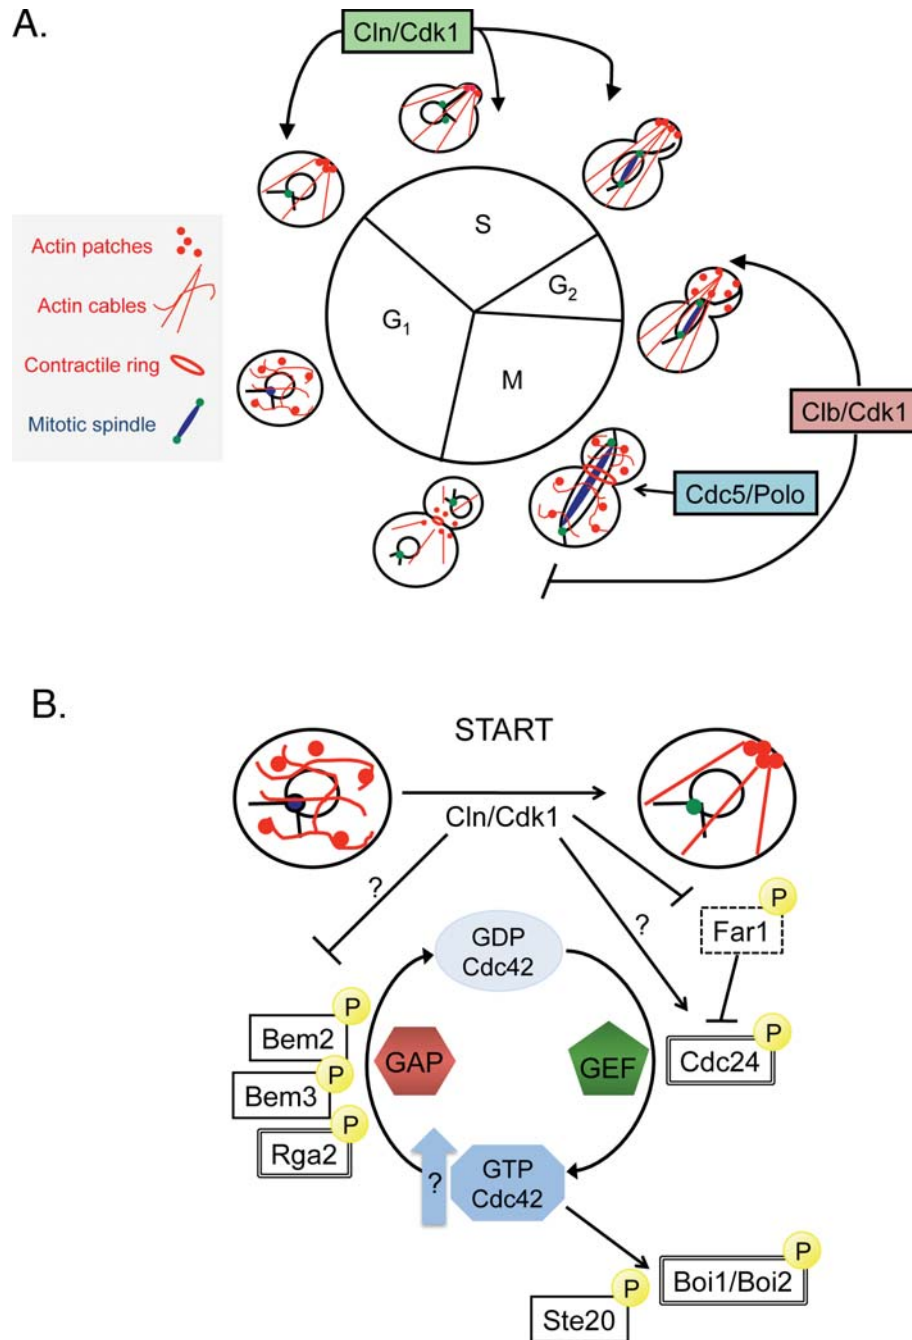 A.
Cln/Cdk1
Actin patches
Actin cables
Contractile ring
Mitotic spindle
S
G₂
G₁
M
Clb/Cdk1
Cdc5/Polo
B.
START
Cln/Cdk1
?
?
P
Far1
GDP
Cdc42
P
Bem2
P
Bem3
P
Rga2
GAP
GEF
P
Cdc24
?
GTP
Cdc42
P
Boi1/Boi2
P
Ste20